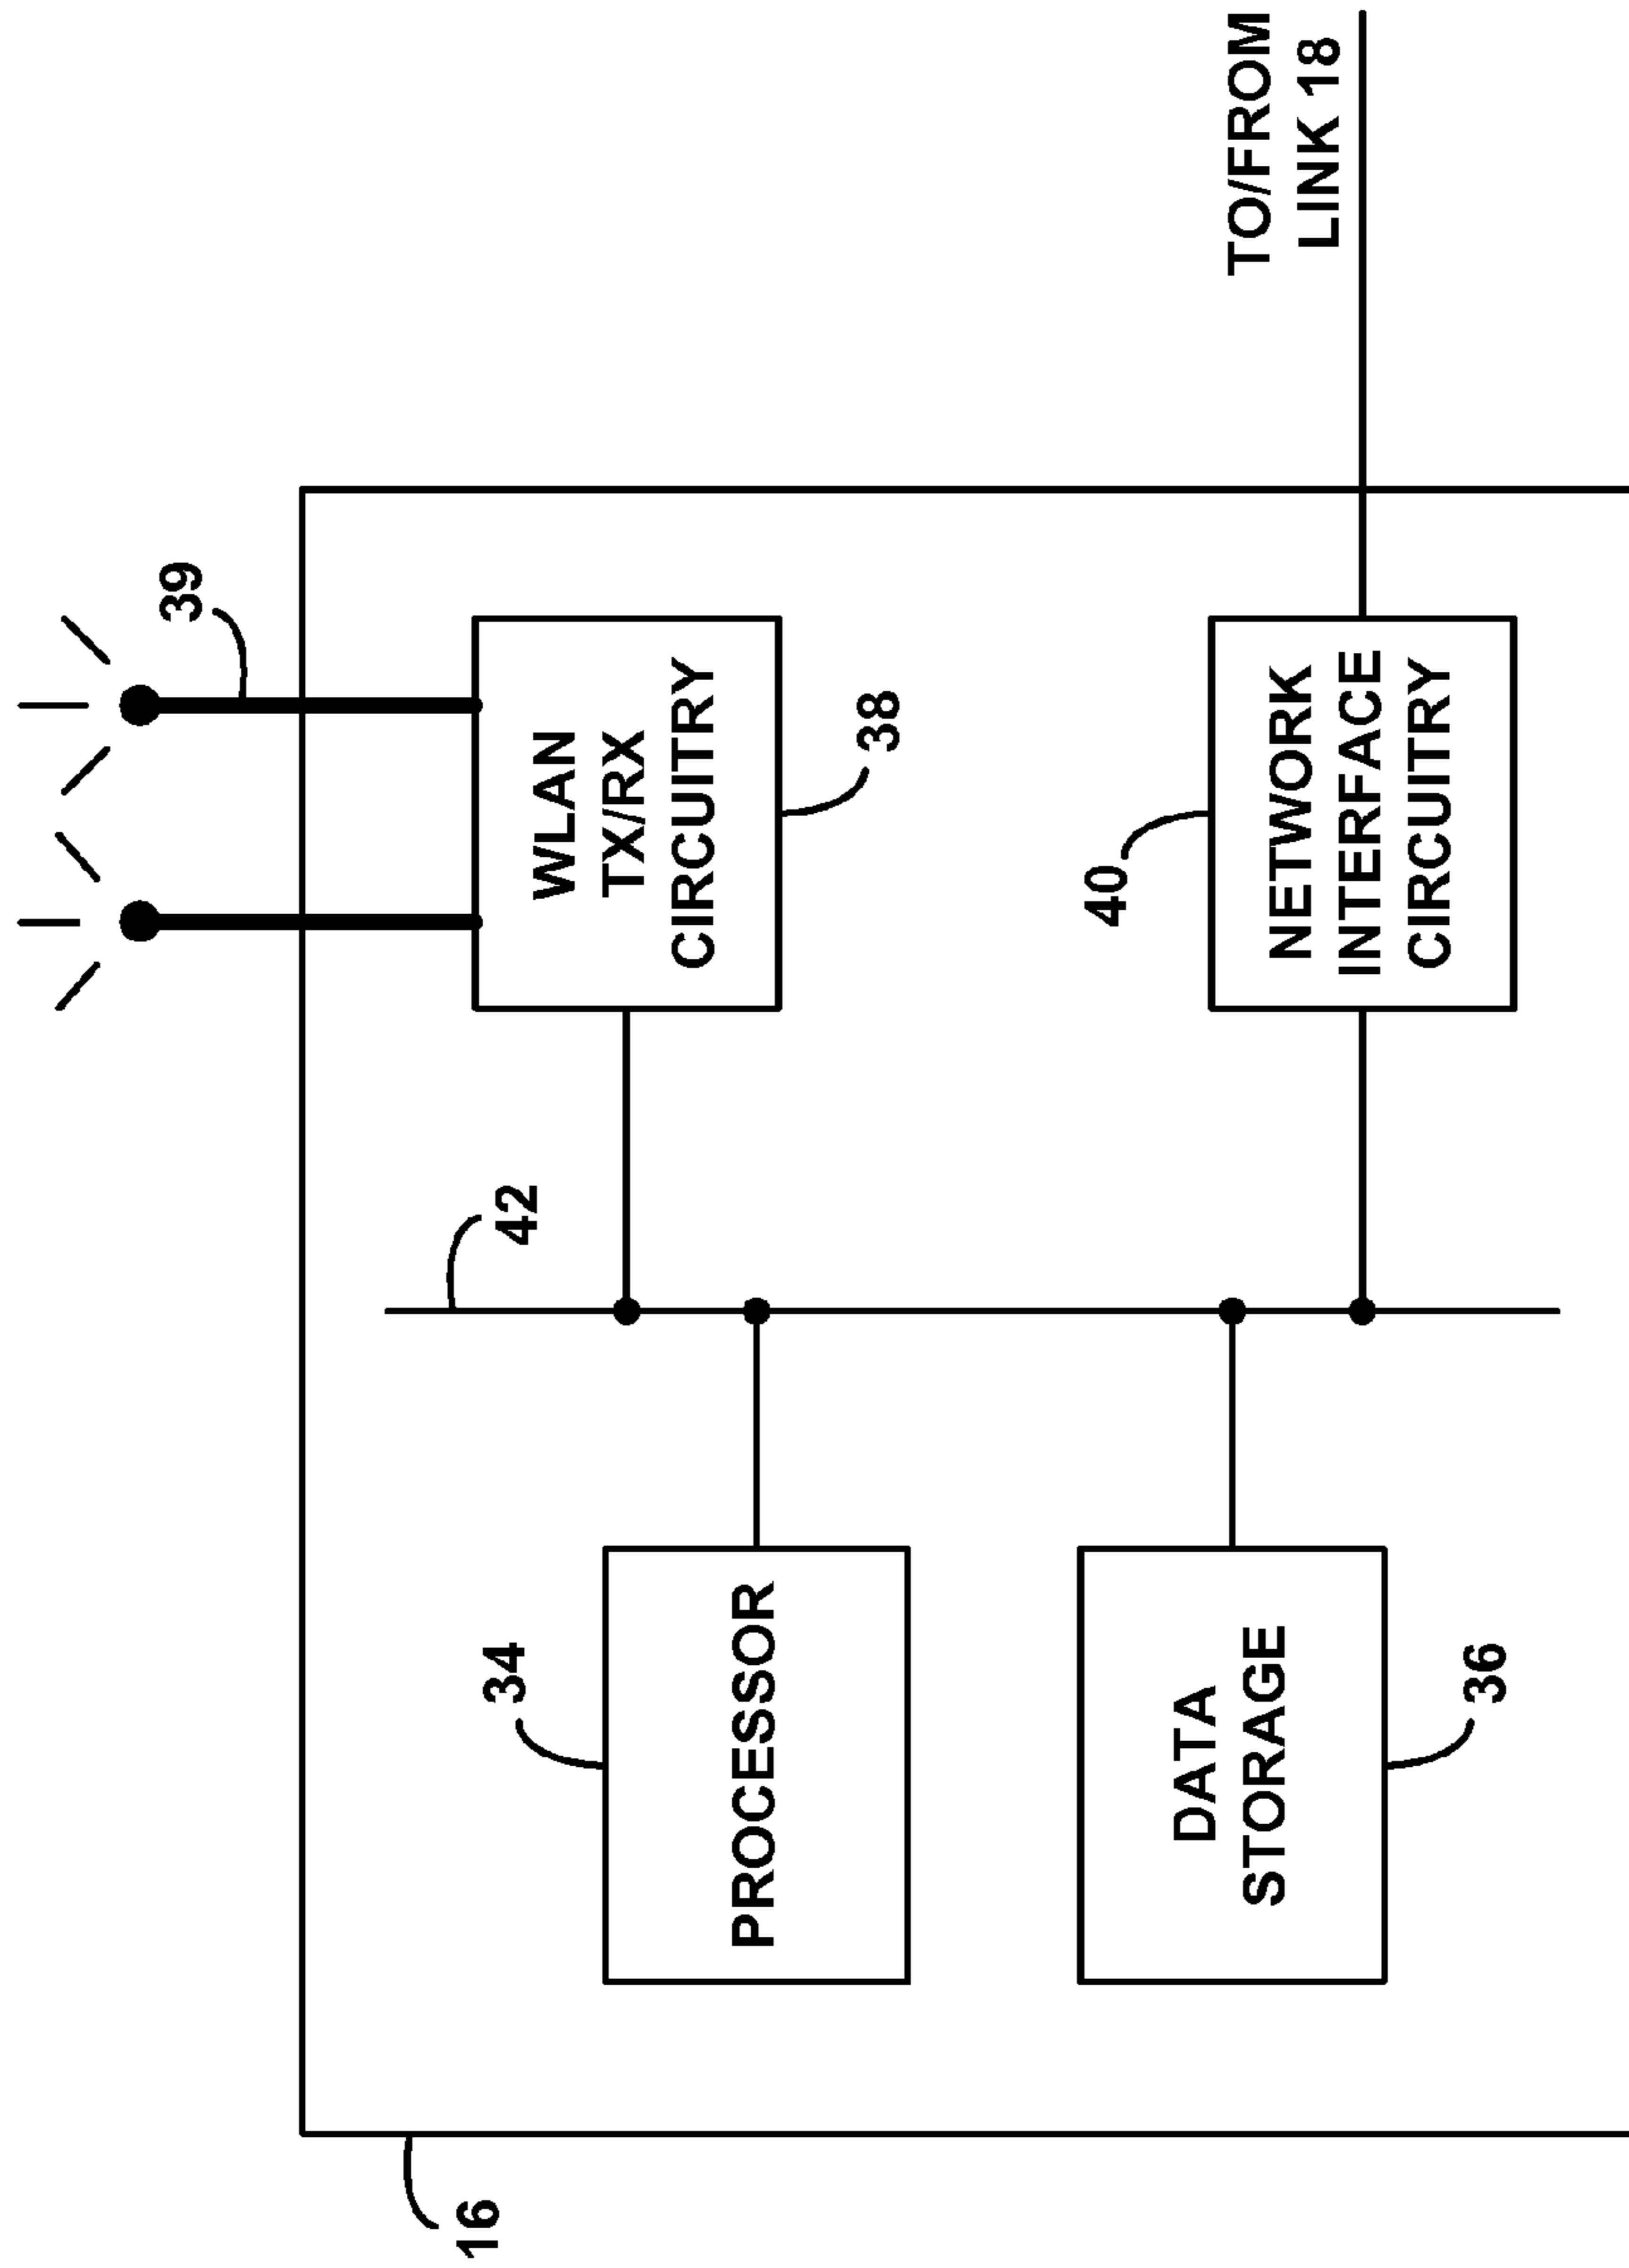 39
16
34
42
WLAN
TX/RX
CIRCUITRY
PROCESSOR
38
40
DATA
STORAGE
NETWORK
INTERFACE
CIRCUITRY
TO/FROM
LINK 18
36